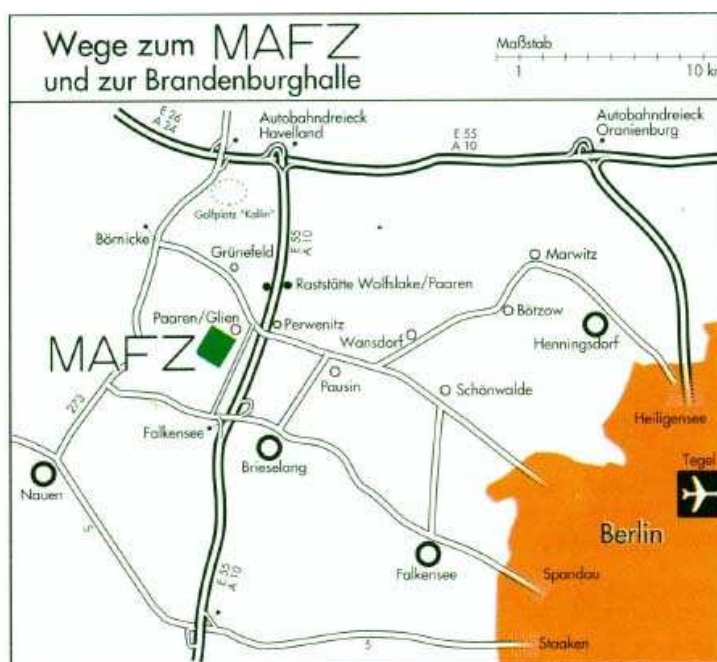 Wege zum MAFZ
und zur Brandenburghalle
Maßstab
1 10 km
E 26
A 24
Autobahndreieck
Havelland
E 55
A 10
Autobahndreieck
Oranienburg
Golfplatz "Kallin"
Börnicke
Grünefeld
E 55
A 10
Marwitz
Raststätte Wolfslake/Paaren
Paaren/Glien
Perwenitz
Bötzow
Wansdorf
Henningsdorf
MAFZ
Pausin
Schönwalde
273
Falkensee
Brieselang
Heiligensee
Tegel
Nauen
5
Berlin
E 55
A 10
Falkensee
Spandau
5
Staaken